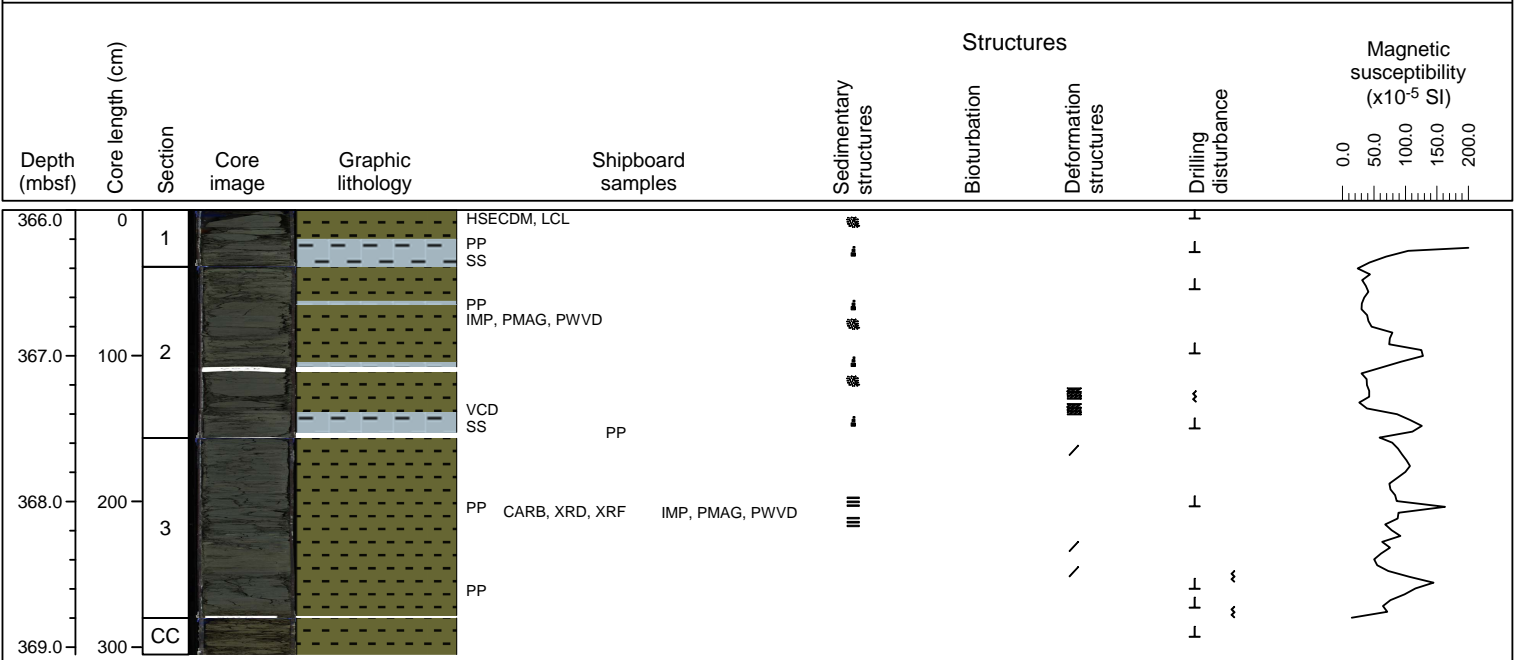 Structures
Depth
(mbsf)
Core length (cm)
Section
Core
image
Graphic
lithology
Shipboard
samples
Sedimentary
structures
Bioturbation
Deformation
structures
Drilling
disturbance
Magnetic
susceptibility
(x10-5 SI)
0.0
50.0
100.0
150.0
200.0
366.0
0
1
HSECDM, LCL
PP
SS
PP
IMP, PMAG, PWVD
367.0
100
2
VCD
SS
PP
368.0
200
3
PP
CARB, XRD, XRF
IMP, PMAG, PWVD
PP
CC
369.0
300